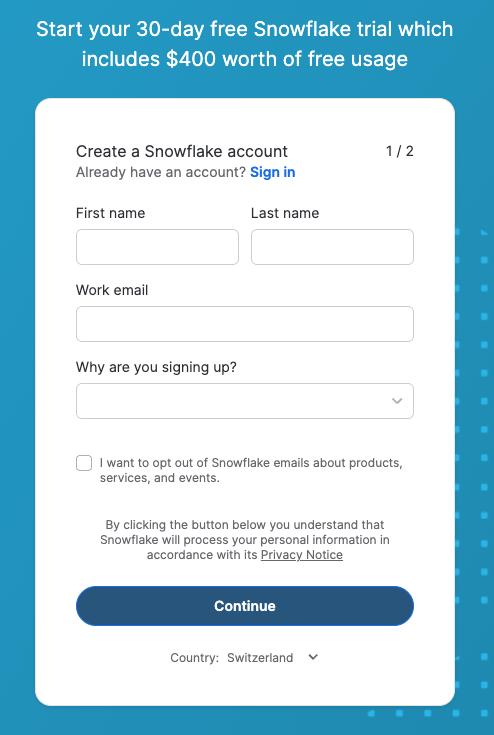 Start your 30-day free Snowflake trial which
includes $400 worth of free usage
Create a Snowflake account
1 / 2
Already have an account? Sign in
First name
Last name
Work email
Why are you signing up?
I want to opt out of Snowflake emails about products,
services, and events.
By clicking the button below you understand that
Snowflake will process your personal information in
accordance with its Privacy Notice
Continue
Country: Switzerland